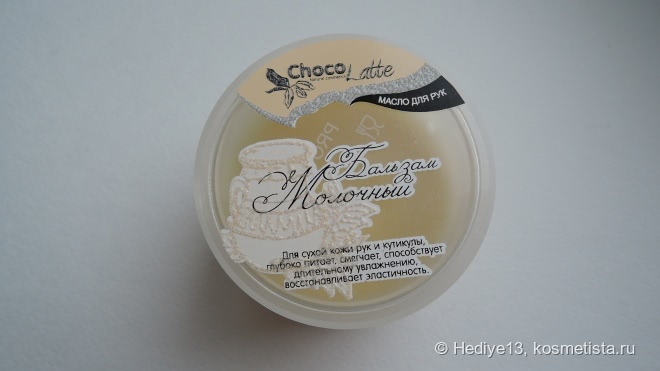 Choco Latte
МАСЛО ДЛЯ РУК
Бальзам
Молочный
Для сухой кожи рук и кутикулы,
глубоко питает, смягчает, способствует
длительному увлажнению,
восстанавливает эластичность.
© Hediye13, kosmetista.ru